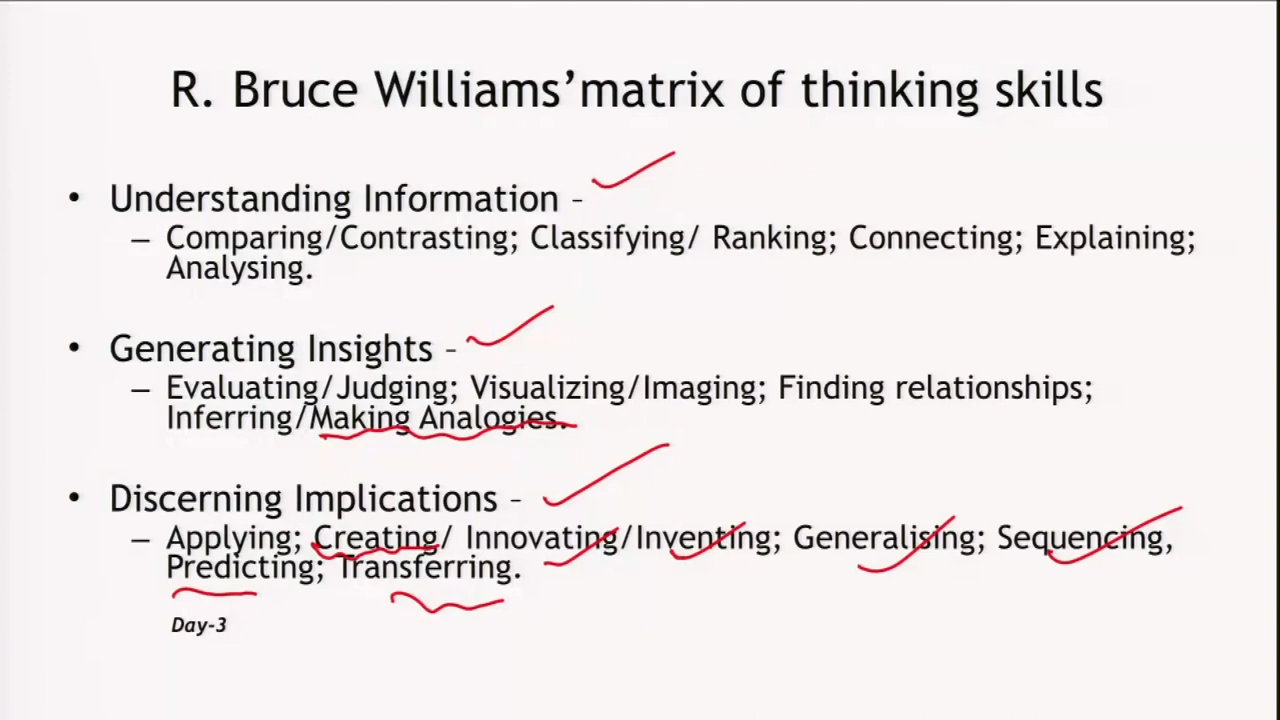 R. Bruce Williams’matrix of thinking skills
• Understanding Information –
– Comparing/Contrasting; Classifying/ Ranking; Connecting; Explaining;
Analysing.
• Generating Insights –
– Evaluating/Judging; Visualizing/Imaging; Finding relationships;
Inferring/Making Analogies.
• Discerning Implications –
– Applying; Creating/ Innovating/Inventing; Generalising; Sequencing,
Predicting; Transferring.
Day-3